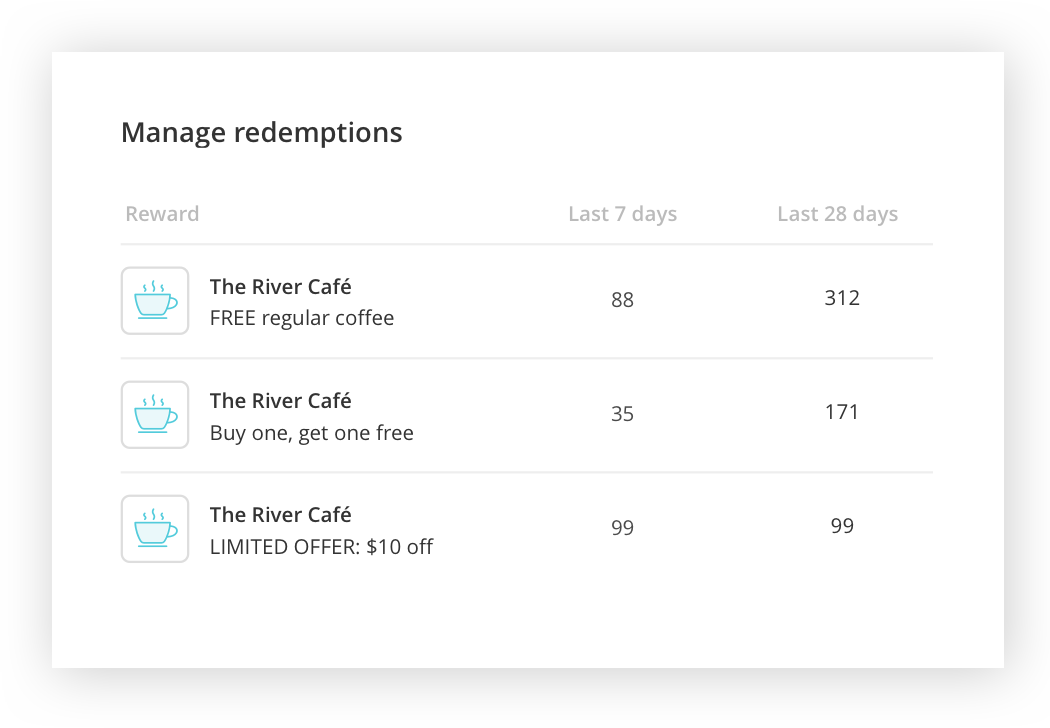 Manage redemptions
Reward Last 7 days Last 28 days
The River Café
FREE regular coffee
88 312
The River Café
Buy one, get one free
35 171
The River Café
LIMITED OFFER: $10 off
99 99